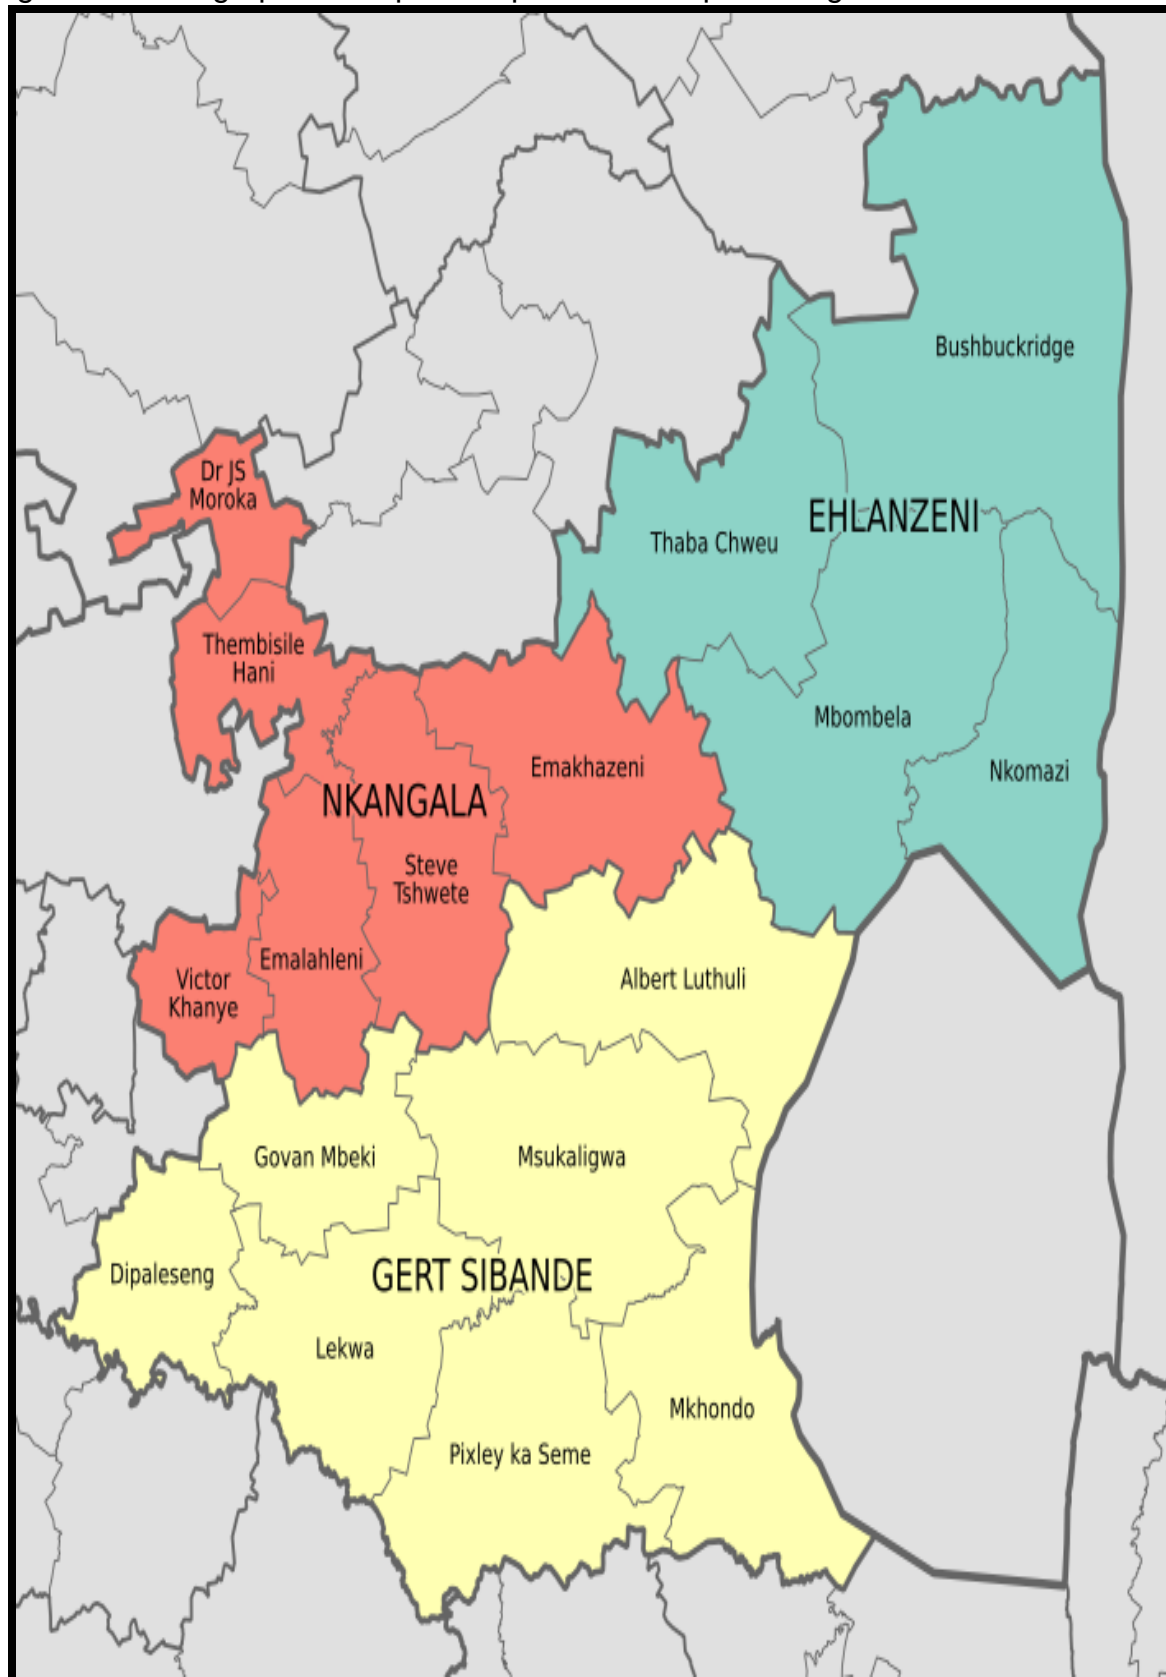 Bushbuckridge
Dr JS
Moroka
EHLANZENI
Thaba Chweu
Thembisile
Hani
Mbombela
Emakhazeni
Nkomazi
NKANGALA
Steve
Tshwete
Emalahleni
Victor
Khanye
Albert Luthuli
Govan Mbeki
Msukaligwa
Dipaleseng
GERT SIBANDE
Lekwa
Mkhondo
Pixley ka Seme